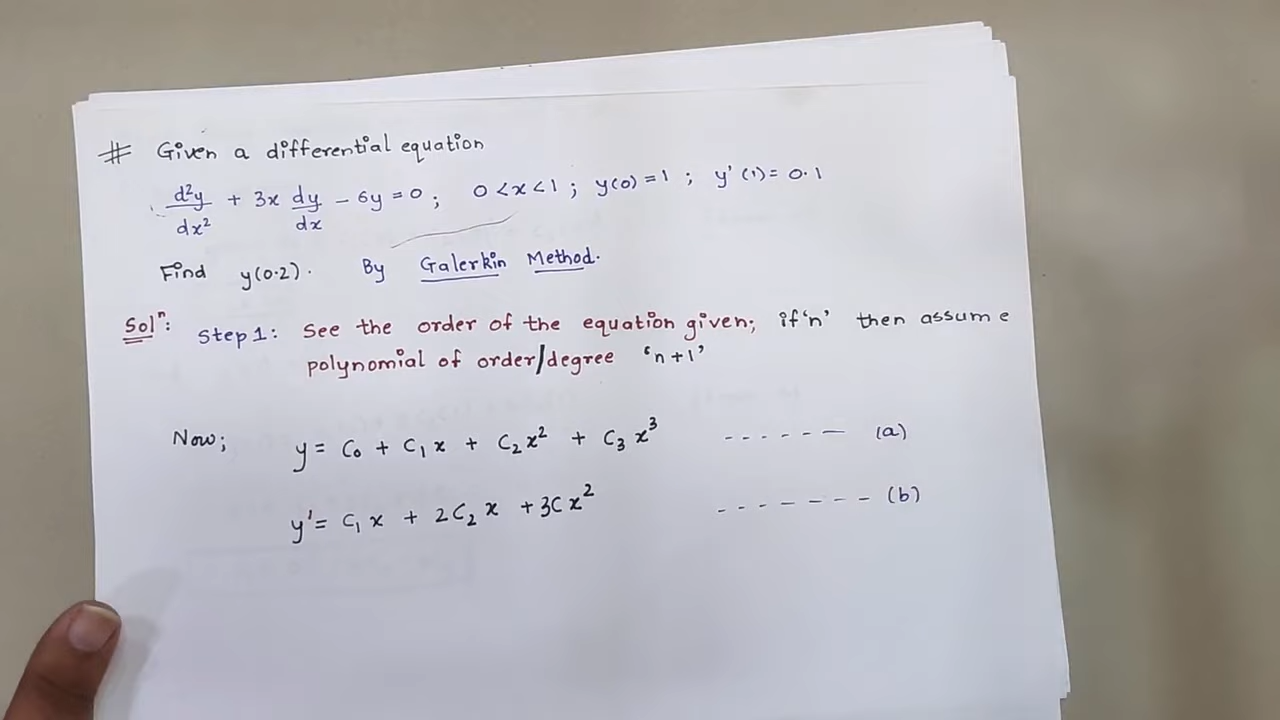 # Given a differential equation
d²y/dx² + 3x dy/dx - 6y = 0 ; 0 < x < 1 ; y(0) = 1 ; y'(1) = 0.1
Find y(0.2). By Galerkin Method.
Solⁿ: Step 1: See the order of the equation given; if 'n' then assume
polynomial of order/degree 'n+1'
Now; y = C₀ + C₁x + C₂x² + C₃x³ ------ (a)
y' = C₁x + 2C₂x + 3Cx² ------- (b)